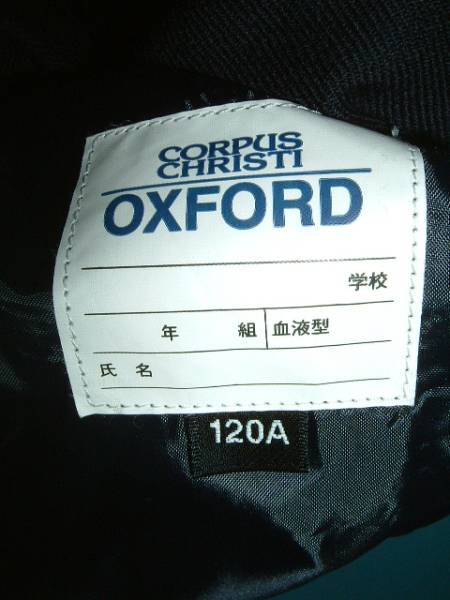 CORPUS
CHRISTI
OXFORD
学校
年 組 血液型
氏 名
120A